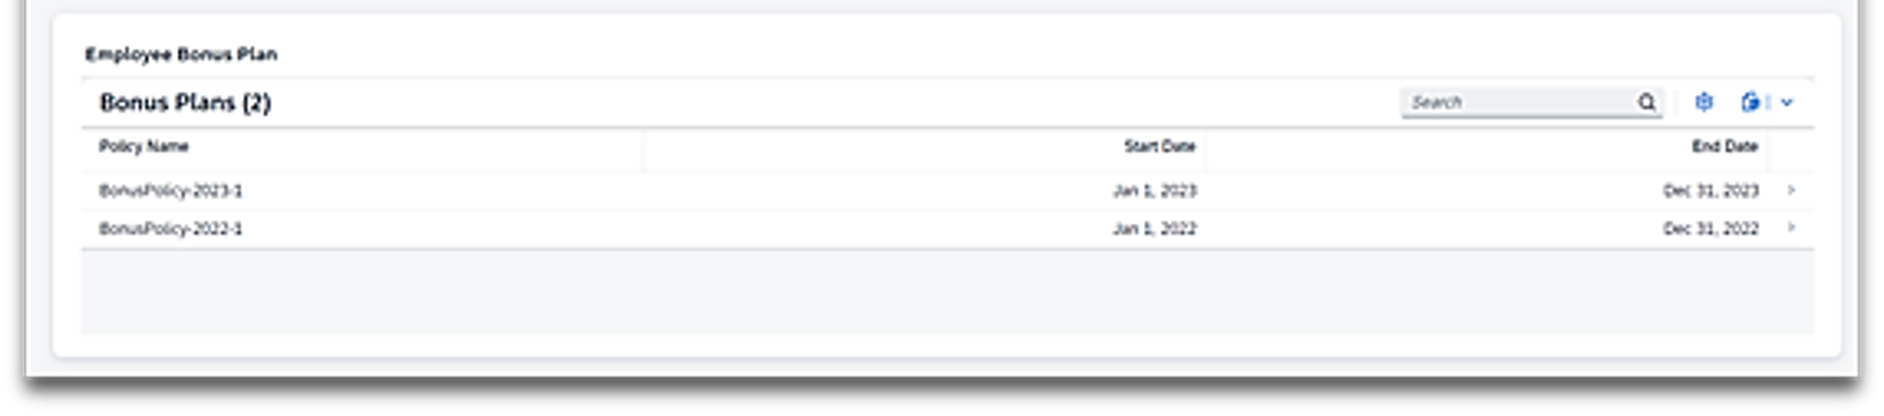 Employee Bonus Plan
Bonus Plans (2)
Search
Policy Name Start Date End Date
BonusPolicy-2023-1 Jan 1, 2023 Dec 31, 2023
BonusPolicy-2022-1 Jan 1, 2022 Dec 31, 2022